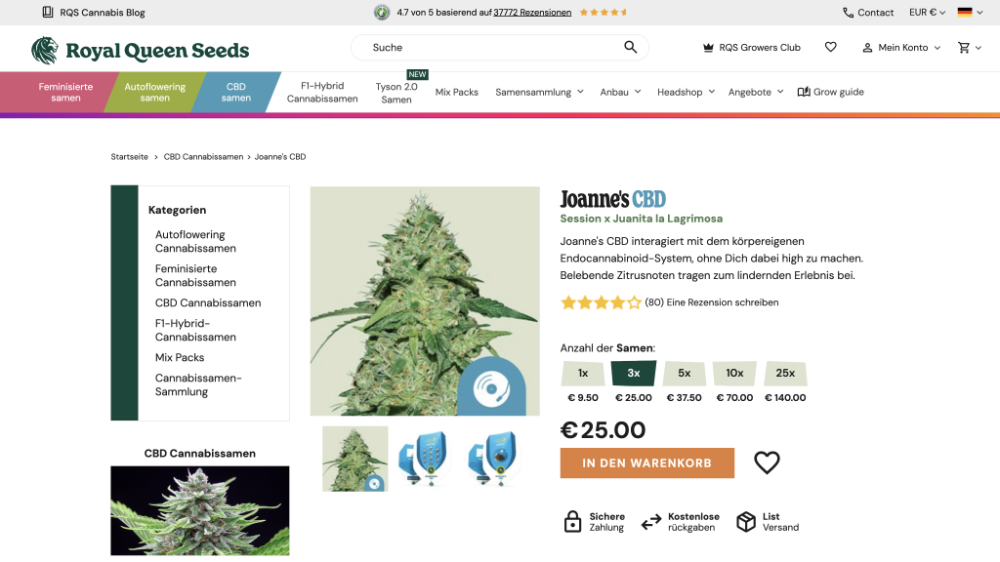 RQS Cannabis Blog
4.7 von 5 basierend auf 37772 Rezensionen
Contact
EUR €
Royal Queen Seeds
Suche
RQS Growers Club
Mein Konto
Feminisierte
samen
Autoflowering
samen
CBD
samen
F1-Hybrid
Cannabissamen
NEW
Tyson 2.0
Samen
Mix Packs
Samensammlung
Anbau
Headshop
Angebote
Grow guide
Startseite > CBD Cannabissamen > Joanne's CBD
Kategorien
Autoflowering
Cannabissamen
Feminisierte
Cannabissamen
CBD Cannabissamen
F1-Hybrid-
Cannabissamen
Mix Packs
Cannabissamen-
Sammlung
CBD Cannabissamen
Joanne's CBD
Session x Juanita la Lagrimosa
Joanne's CBD interagiert mit dem körpereigenen
Endocannabinoid-System, ohne Dich dabei high zu machen.
Belebende Zitrusnoten tragen zum lindernden Erlebnis bei.
(80) Eine Rezension schreiben
Anzahl der Samen:
1x 3x 5x 10x 25x
€ 9.50 € 25.00 € 37.50 € 70.00 € 140.00
€ 25.00
IN DEN WARENKORB
Sichere
Zahlung
Kostenlose
rückgaben
List
Versand